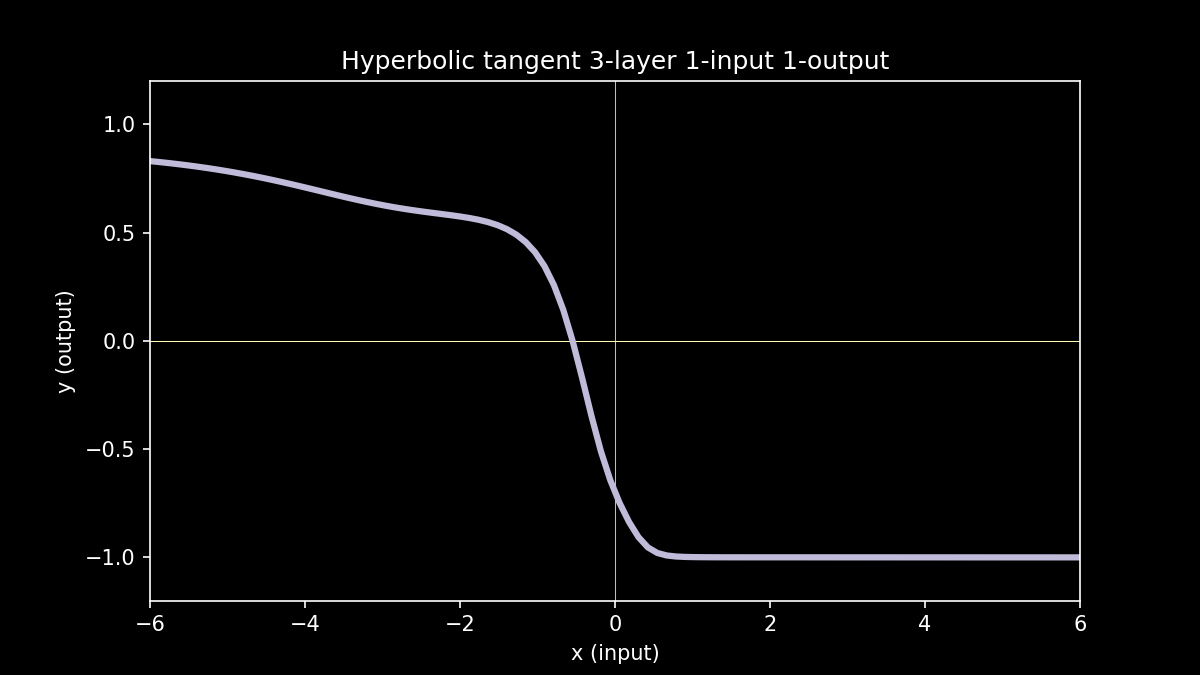 Hyperbolic tangent 3-layer 1-input 1-output
1.0
0.5
0.0
−0.5
−1.0
y (output)
−6 −4 −2 0 2 4 6
x (input)